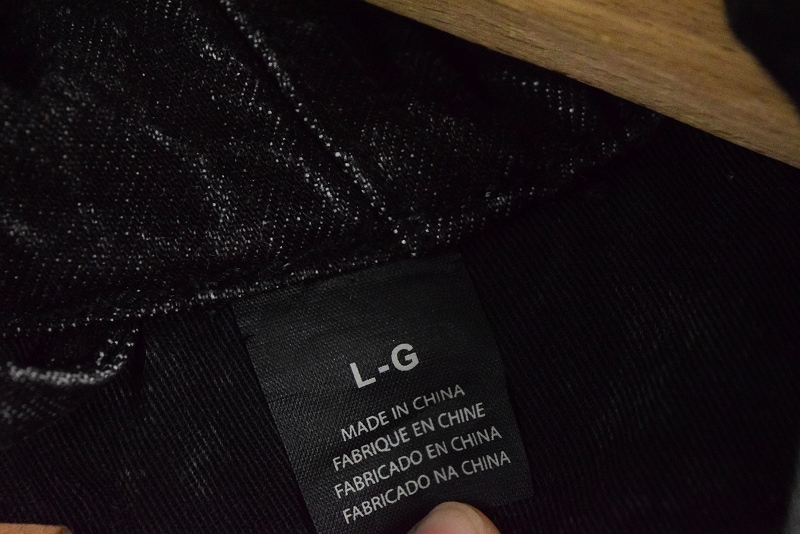 L-G
MADE IN CHINA
FABRIQUE EN CHINE
FABRICADO EN CHINA
FABRICADO NA CHINA